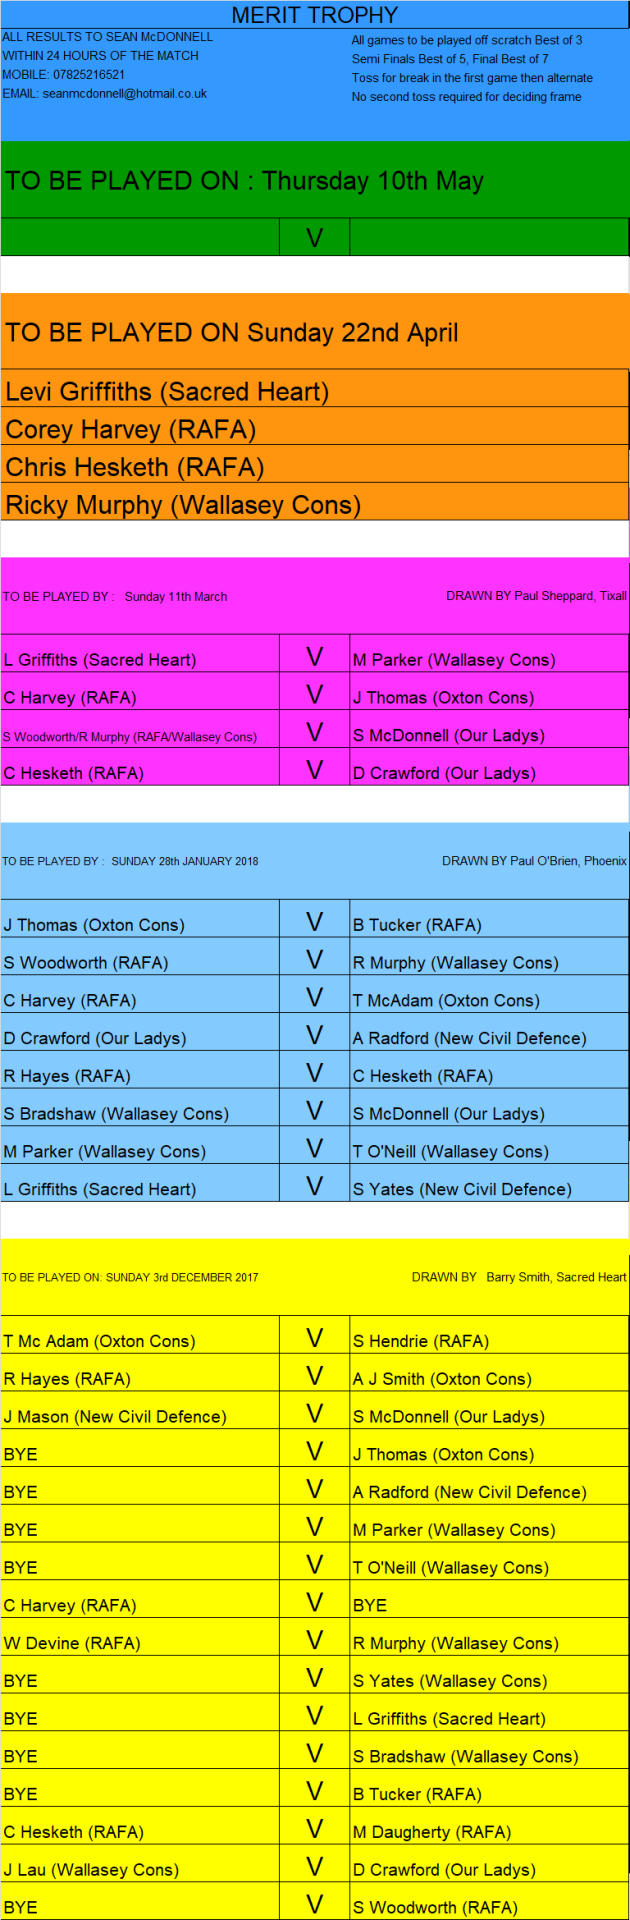 MERIT TROPHY
ALL RESULTS TO SEAN McDONNELL
WITHIN 24 HOURS OF THE MATCH
MOBILE: 07825216521
EMAIL: seanmcdonnell@hotmail.co.uk
All games to be played off scratch Best of 3
Semi Finals Best of 5, Final Best of 7
Toss for break in the first game then alternate
No second toss required for deciding frame
TO BE PLAYED ON : Thursday 10th May
V
TO BE PLAYED ON Sunday 22nd April
Levi Griffiths (Sacred Heart)
Corey Harvey (RAFA)
Chris Hesketh (RAFA)
Ricky Murphy (Wallasey Cons)
TO BE PLAYED BY : Sunday 11th March DRAWN BY Paul Sheppard, Tixall
L Griffiths (Sacred Heart) V M Parker (Wallasey Cons)
C Harvey (RAFA) V J Thomas (Oxton Cons)
S Woodworth/R Murphy (RAFA/Wallasey Cons) V S McDonnell (Our Ladys)
C Hesketh (RAFA) V D Crawford (Our Ladys)
TO BE PLAYED BY : SUNDAY 28th JANUARY 2018 DRAWN BY Paul O'Brien, Phoenix
J Thomas (Oxton Cons) V B Tucker (RAFA)
S Woodworth (RAFA) V R Murphy (Wallasey Cons)
C Harvey (RAFA) V T McAdam (Oxton Cons)
D Crawford (Our Ladys) V A Radford (New Civil Defence)
R Hayes (RAFA) V C Hesketh (RAFA)
S Bradshaw (Wallasey Cons) V S McDonnell (Our Ladys)
M Parker (Wallasey Cons) V T O'Neill (Wallasey Cons)
L Griffiths (Sacred Heart) V S Yates (New Civil Defence)
TO BE PLAYED ON: SUNDAY 3rd DECEMBER 2017 DRAWN BY Barry Smith, Sacred Heart
T Mc Adam (Oxton Cons) V S Hendrie (RAFA)
R Hayes (RAFA) V A J Smith (Oxton Cons)
J Mason (New Civil Defence) V S McDonnell (Our Ladys)
BYE V J Thomas (Oxton Cons)
BYE V A Radford (New Civil Defence)
BYE V M Parker (Wallasey Cons)
BYE V T O'Neill (Wallasey Cons)
C Harvey (RAFA) V BYE
W Devine (RAFA) V R Murphy (Wallasey Cons)
BYE V S Yates (Wallasey Cons)
BYE V L Griffiths (Sacred Heart)
BYE V S Bradshaw (Wallasey Cons)
BYE V B Tucker (RAFA)
C Hesketh (RAFA) V M Daugherty (RAFA)
J Lau (Wallasey Cons) V D Crawford (Our Ladys)
BYE V S Woodworth (RAFA)